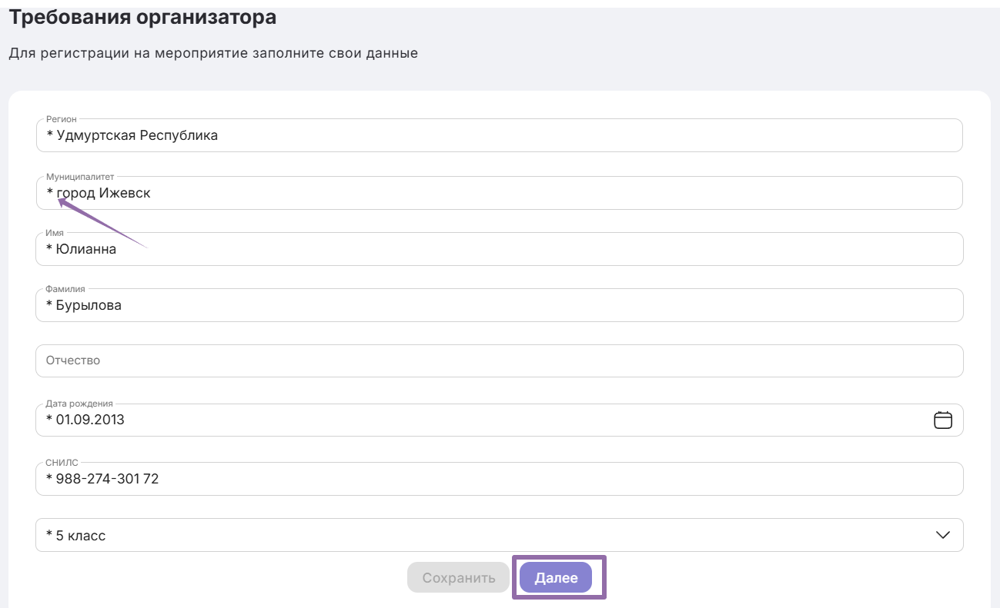 Требования организатора
Для регистрации на мероприятие заполните свои данные
Регион
* Удмуртская Республика
Муниципалитет
* город Ижевск
Имя
* Юлианна
Фамилия
* Бурылова
Отчество
Дата рождения
* 01.09.2013
СНИЛС
* 988-274-301 72
* 5 класс
Сохранить Далее